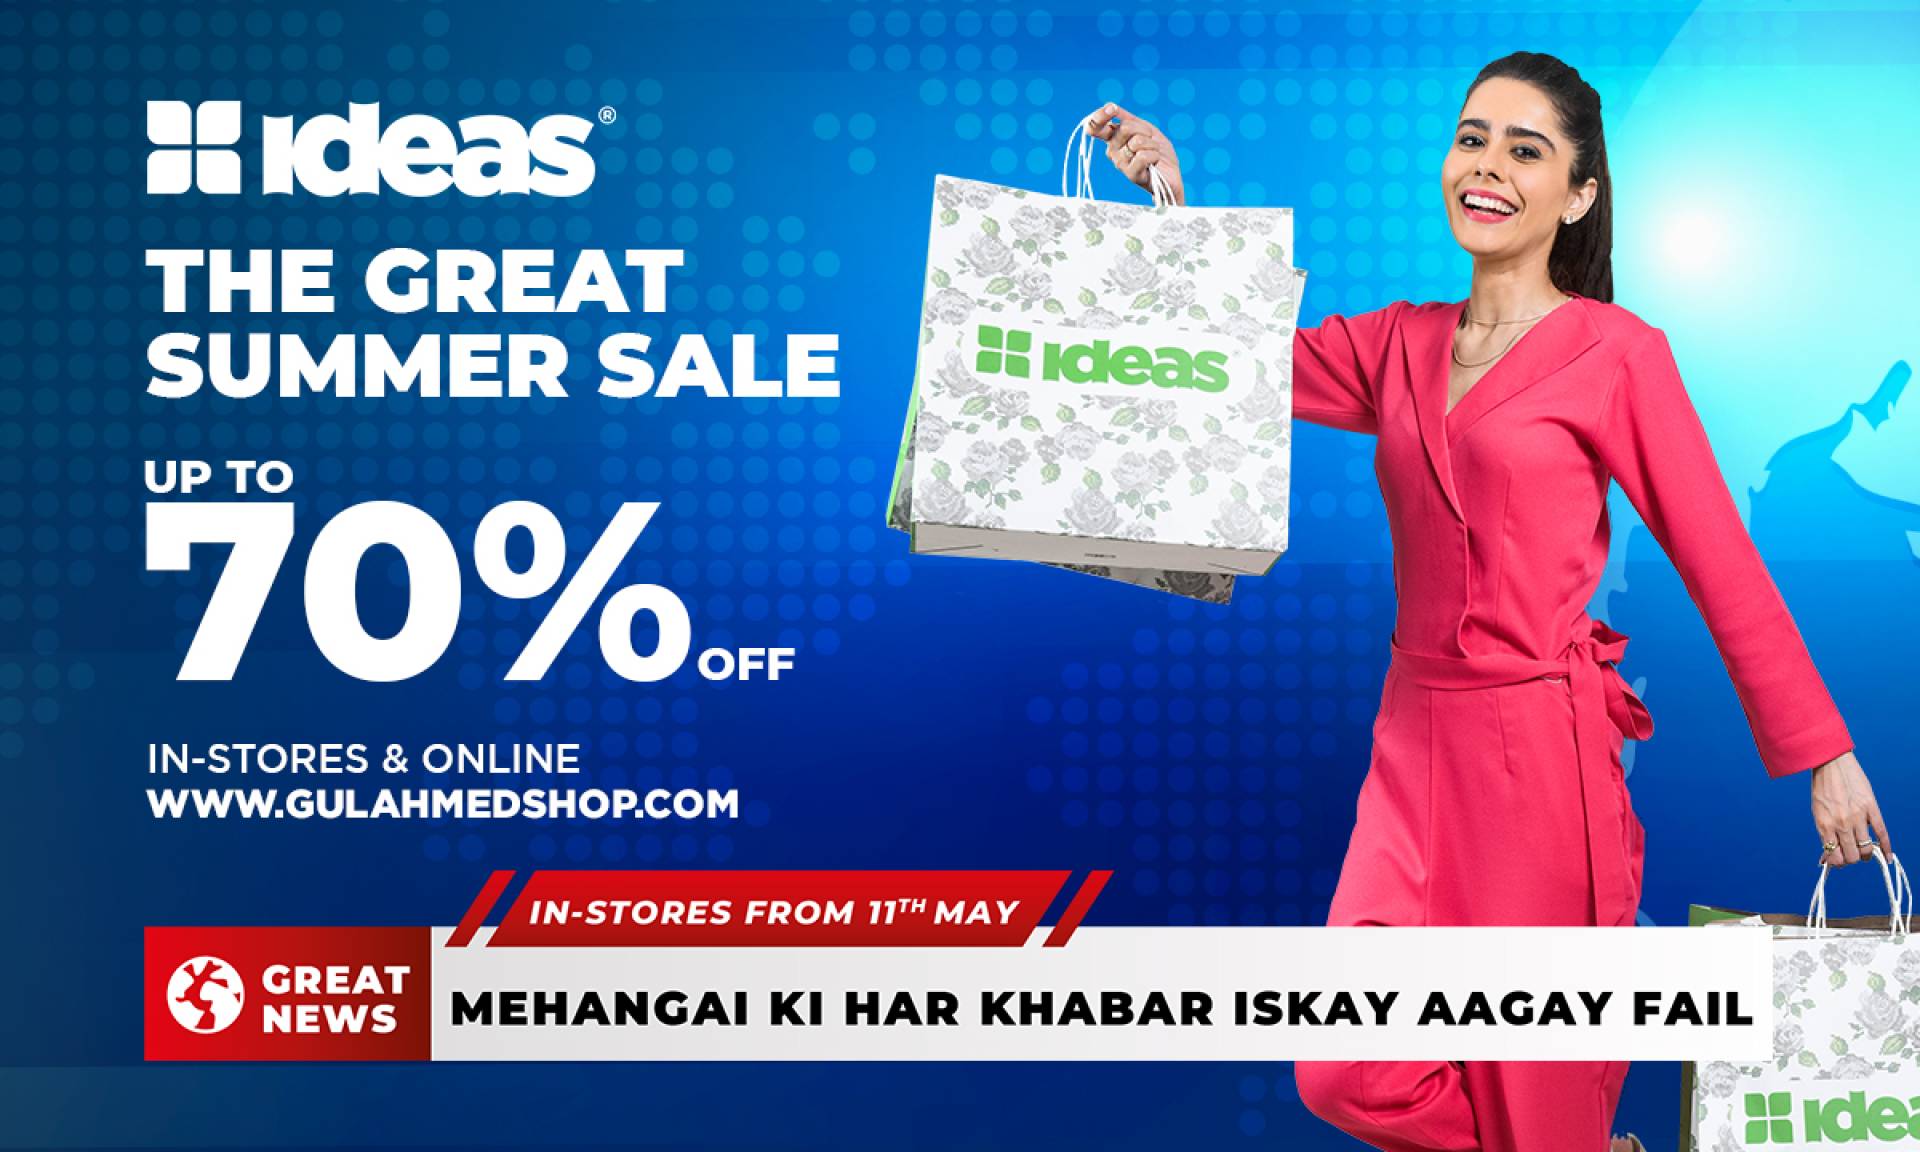 ideas®
THE GREAT
SUMMER SALE
UP TO
70% OFF
IN-STORES & ONLINE
WWW.GULAHMEDSHOP.COM
ideas
IN-STORES FROM 11TH MAY
GREAT
NEWS
MEHANGAI KI HAR KHABAR ISKAY AAGAY FAIL
idea